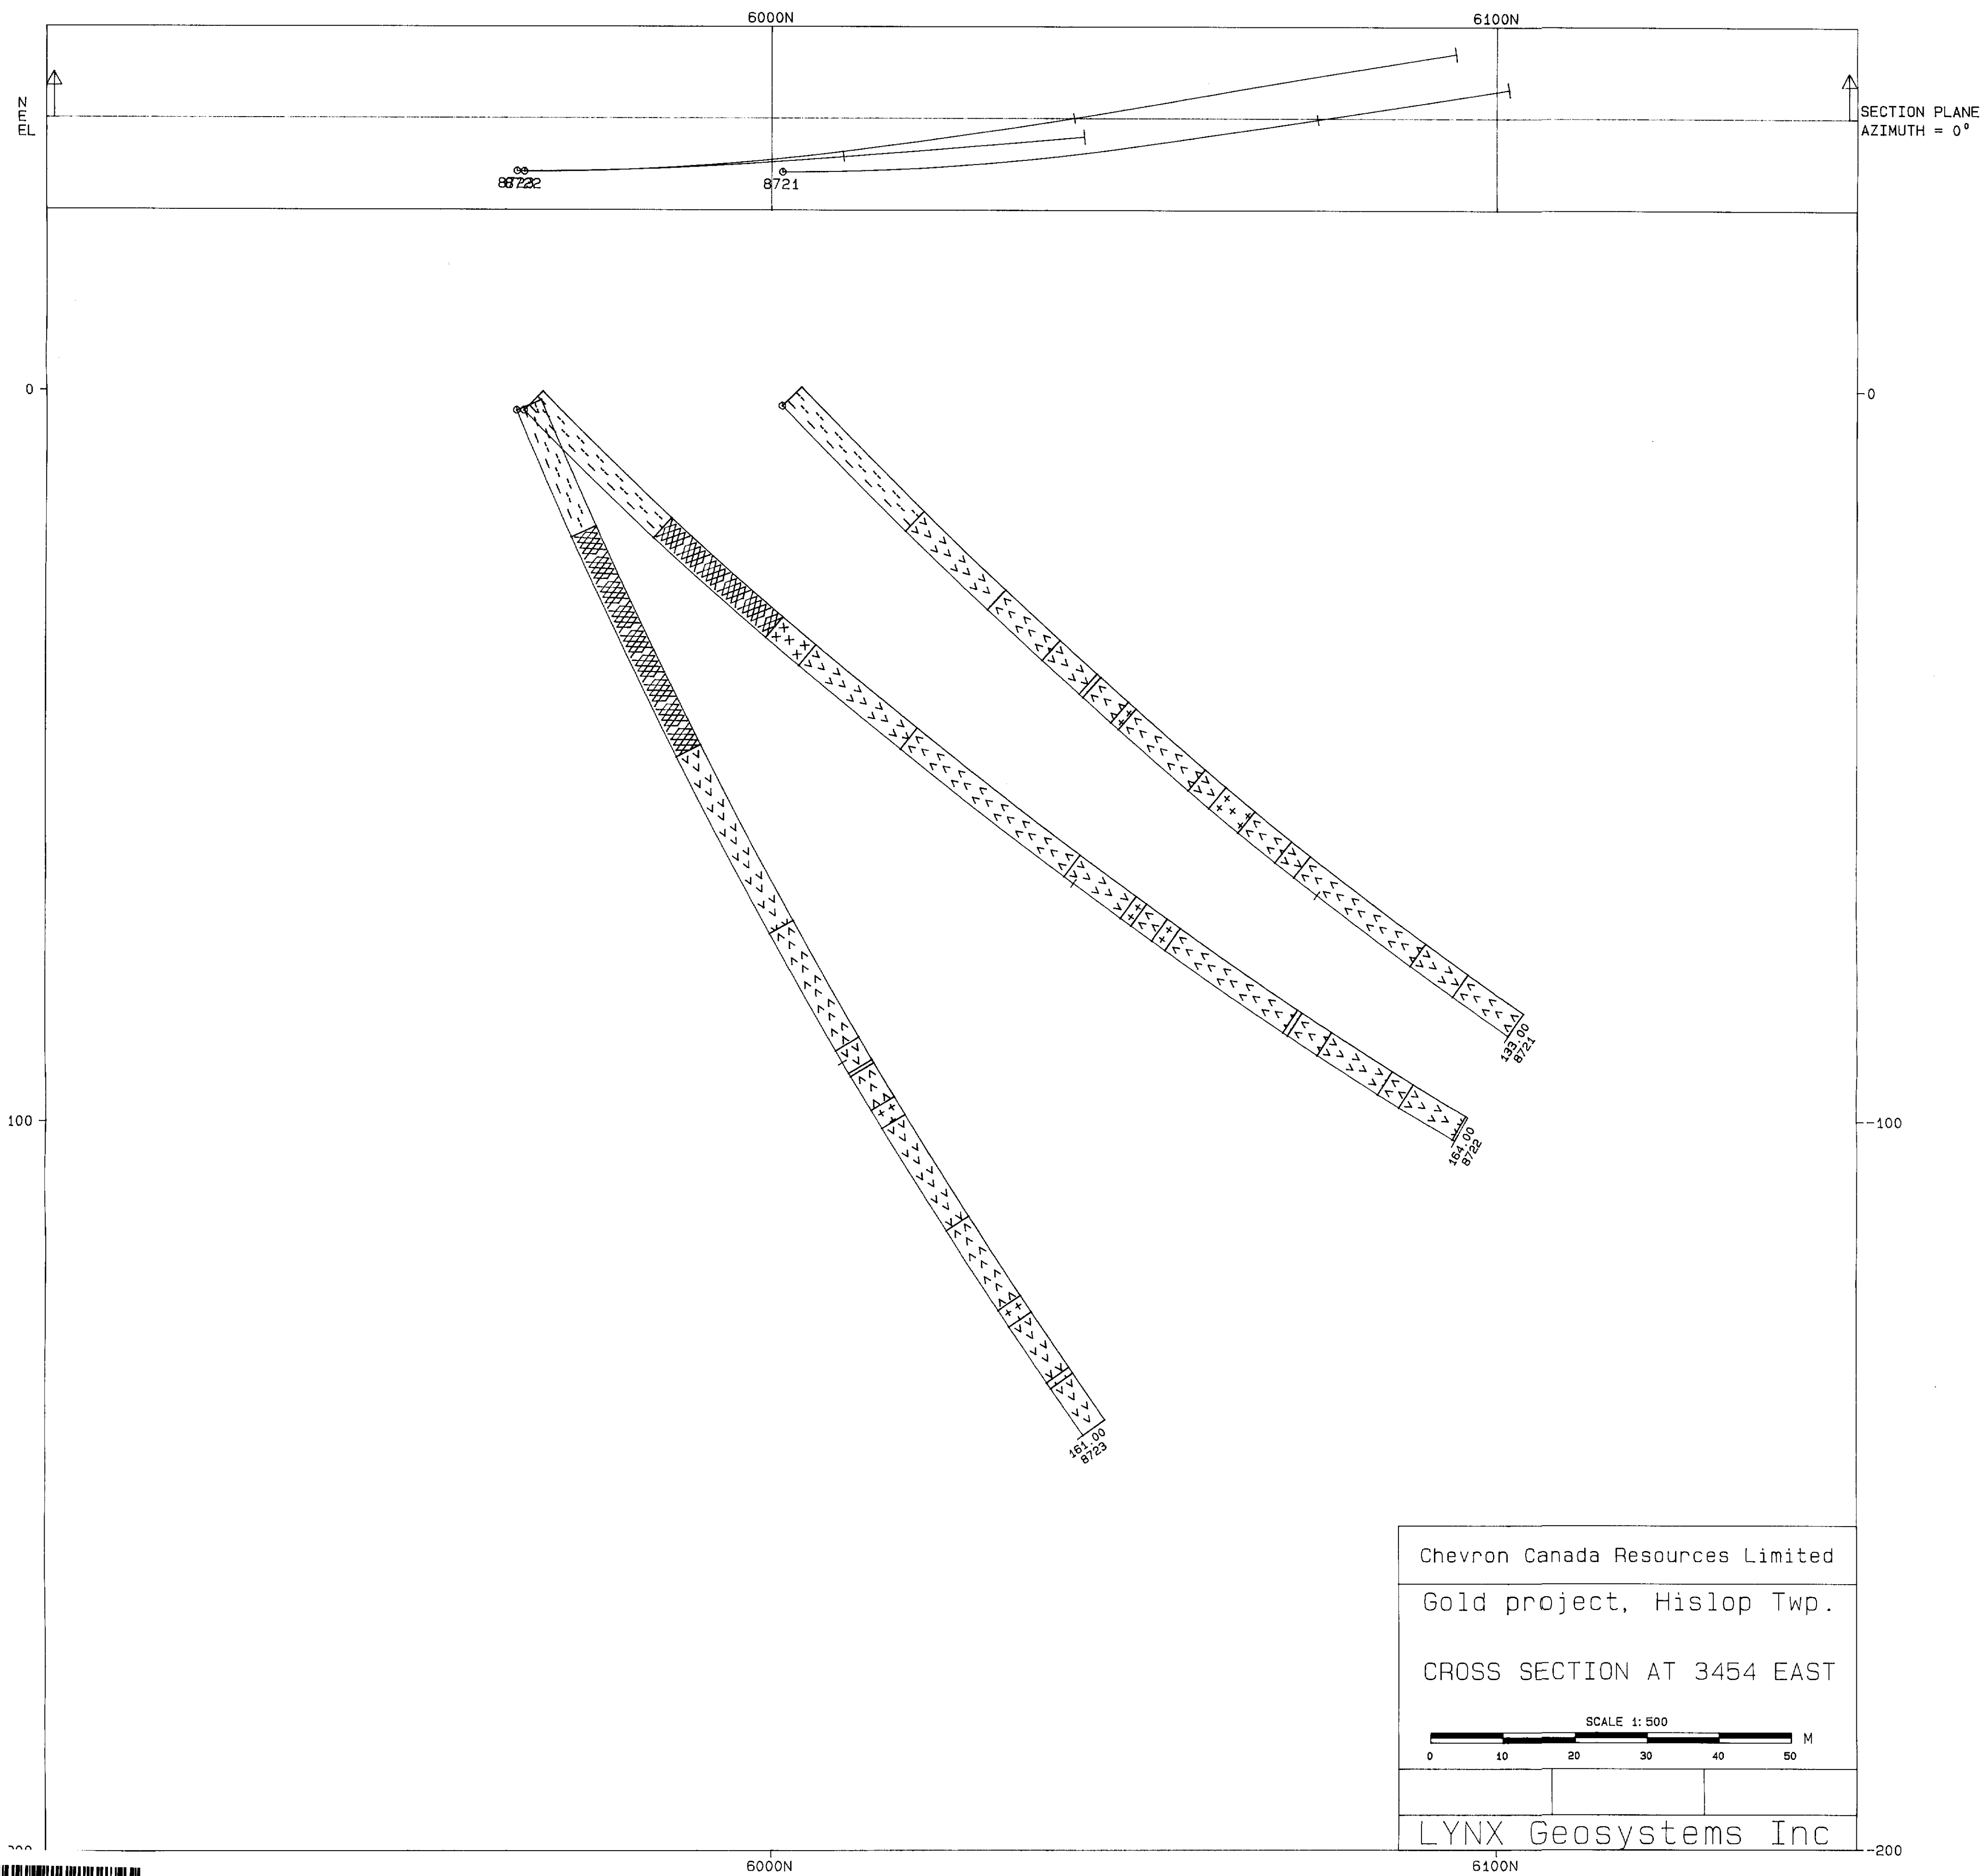 6000N
6100N
N
E
EL
SECTION PLANE
AZIMUTH = 0°
8722
8721
0
0
133.00
8721
100
-100
164.00
8722
161.00
8723
Chevron Canada Resources Limited
Gold project, Hislop Twp.
CROSS SECTION AT 3454 EAST
SCALE 1:500
M
0 10 20 30 40 50
LYNX Geosystems Inc
-200
6000N
6100N